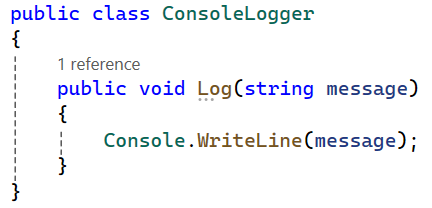 public class ConsoleLogger
{
1 reference
public void Log(string message)
{
Console.WriteLine(message);
}
}